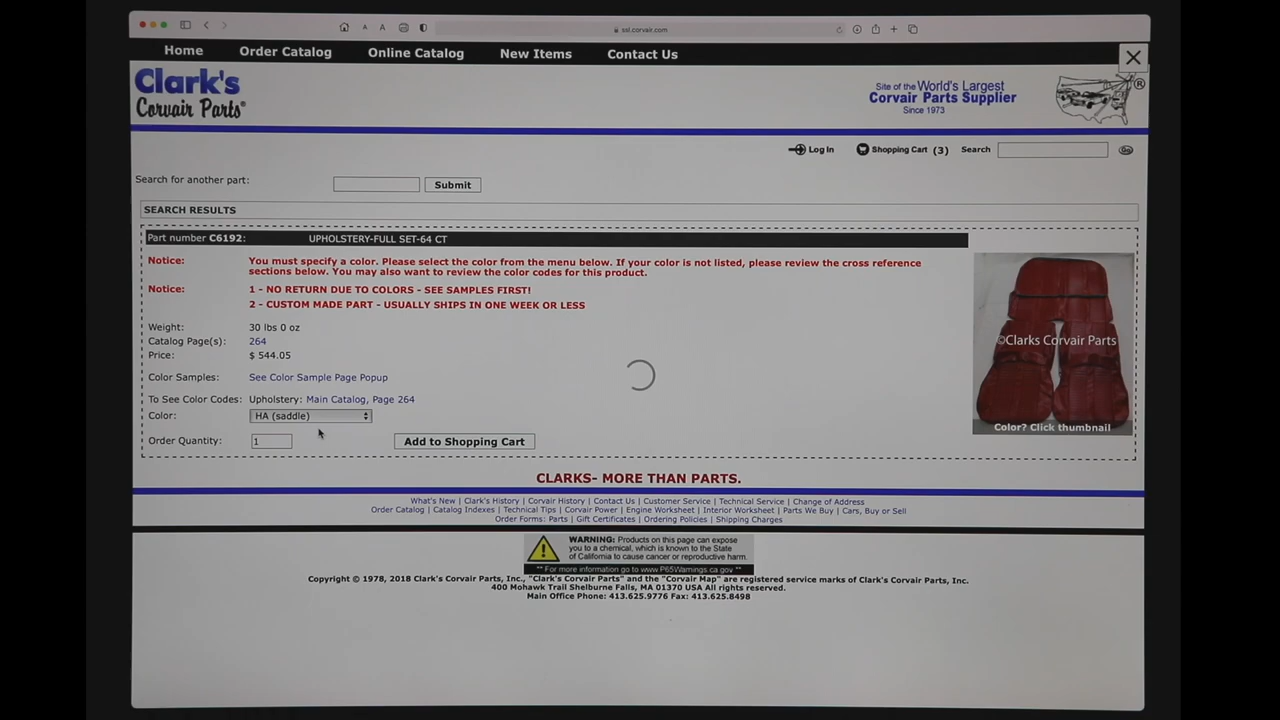 ssl.corvair.com
Home Order Catalog Online Catalog New Items Contact Us
Clark's
Corvair Parts®
Site of the World's Largest
Corvair Parts Supplier
Since 1973
®
Log In Shopping Cart (3) Search Go
Search for another part: Submit
SEARCH RESULTS
Part number C6192: UPHOLSTERY-FULL SET-64 CT
Notice: You must specify a color. Please select the color from the menu below. If your color is not listed, please review the cross reference
sections below. You may also want to review the color codes for this product.
Notice: 1 - NO RETURN DUE TO COLORS - SEE SAMPLES FIRST!
2 - CUSTOM MADE PART - USUALLY SHIPS IN ONE WEEK OR LESS
Weight: 30 lbs 0 oz
Catalog Page(s): 264
Price: $ 544.05
Color Samples: See Color Sample Page Popup
To See Color Codes: Upholstery: Main Catalog, Page 264
Color: HA (saddle)
Order Quantity: 1 Add to Shopping Cart
©Clarks Corvair Parts
Color? Click thumbnail
CLARKS- MORE THAN PARTS.
What's New | Clark's History | Corvair History | Contact Us | Customer Service | Technical Service | Change of Address
Order Catalog | Catalog Indexes | Technical Tips | Corvair Power | Engine Worksheet | Interior Worksheet | Parts We Buy | Cars, Buy or Sell
Order Forms: Parts | Gift Certificates | Ordering Policies | Shipping Charges
WARNING: Products on this page can expose
you to a chemical, which is known to the State
of California to cause cancer or reproductive harm.
** For more information go to www.P65Warnings.ca.gov **
Copyright © 1978, 2018 Clark's Corvair Parts, Inc., "Clark's Corvair Parts" and the "Corvair Map" are registered service marks of Clark's Corvair Parts, Inc.
400 Mohawk Trail Shelburne Falls, MA 01370 USA All rights reserved.
Main Office Phone: 413.625.9776 Fax: 413.625.8498